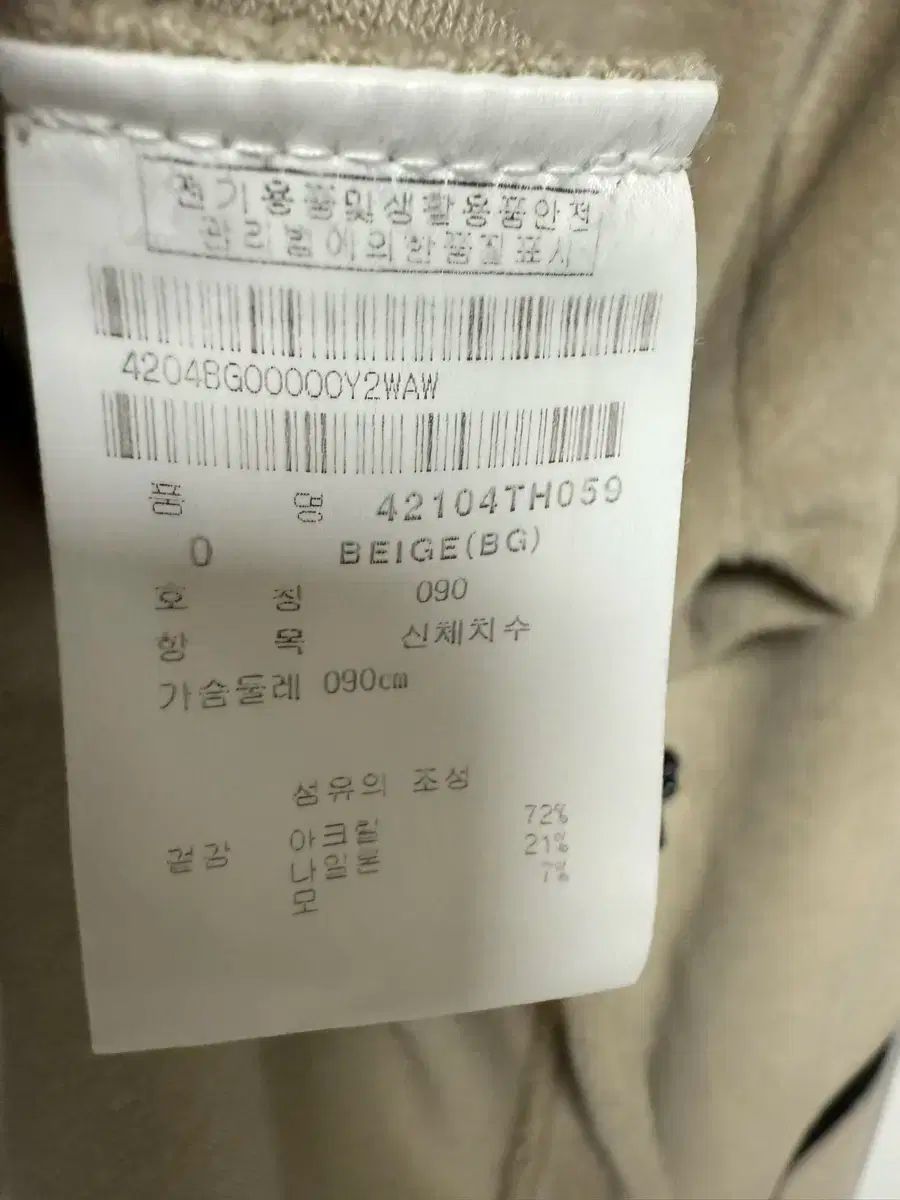 전기용품및생활용품안전
관리법에의한품질표시
4204BG00000Y2WAW
품 명 42104TH059
0 BEIGE(BG)
호 칭 090
항 목 신체치수
가슴둘레 090cm
섬유의 조성
겉감 아크릴 72%
나일론 21%
모 7%